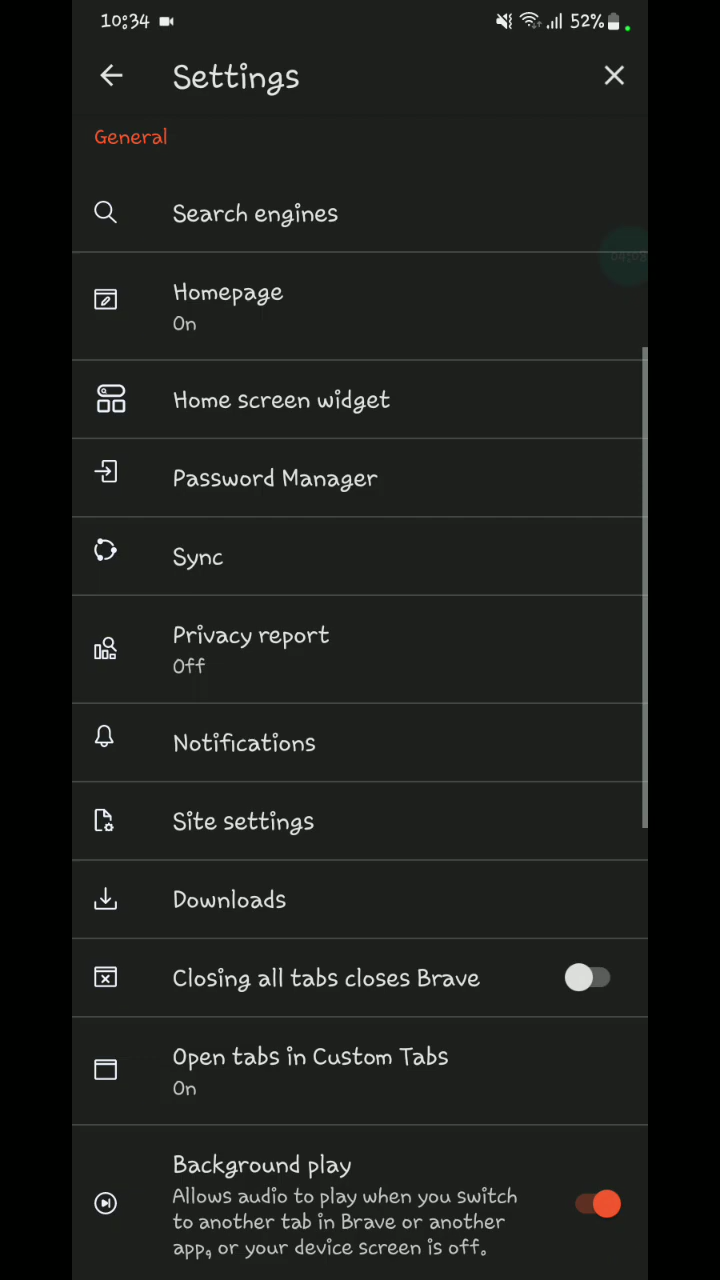 10:34 52%
Settings
General
Search engines
Homepage
On
Home screen widget
Password Manager
Sync
Privacy report
Off
Notifications
Site settings
Downloads
Closing all tabs closes Brave
Open tabs in Custom Tabs
On
Background play
Allows audio to play when you switch
to another tab in Brave or another
app, or your device screen is off.